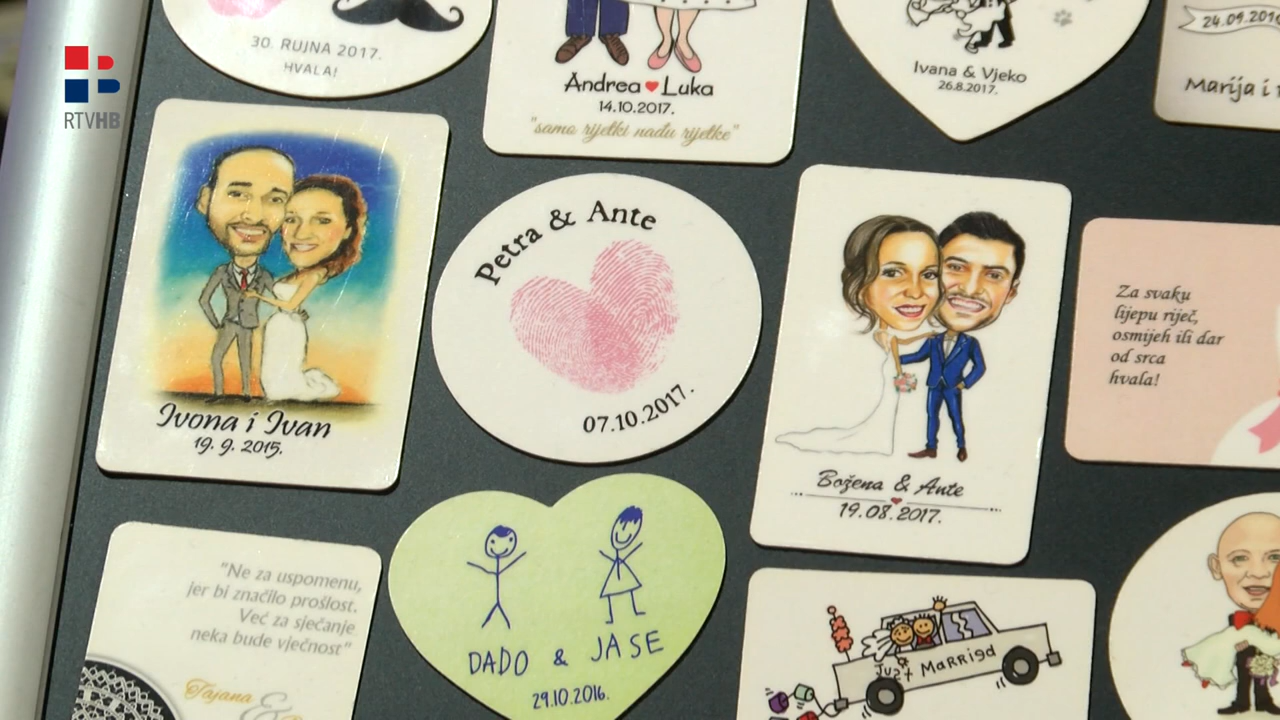 RTVHB
30. RUJNA 2017.
HVALA!
Andrea Luka
14.10.2017.
"samo rijetki nađu rijetke"
Ivana & Vjeko
26.8.2017.
Marija i
Ivona i Ivan
19. 9. 2015.
Petra & Ante
07.10.2017.
Božena & Ante
19.08.2017.
Za svaku
lijepu riječ,
osmijeh ili dar
od srca
hvala!
"Ne za uspomenu,
jer bi značilo prošlost.
Već za sjećanje
neka bude vječnost"
Tajana &
DADO & JASE
29.10.2016.
JUST MARRIED